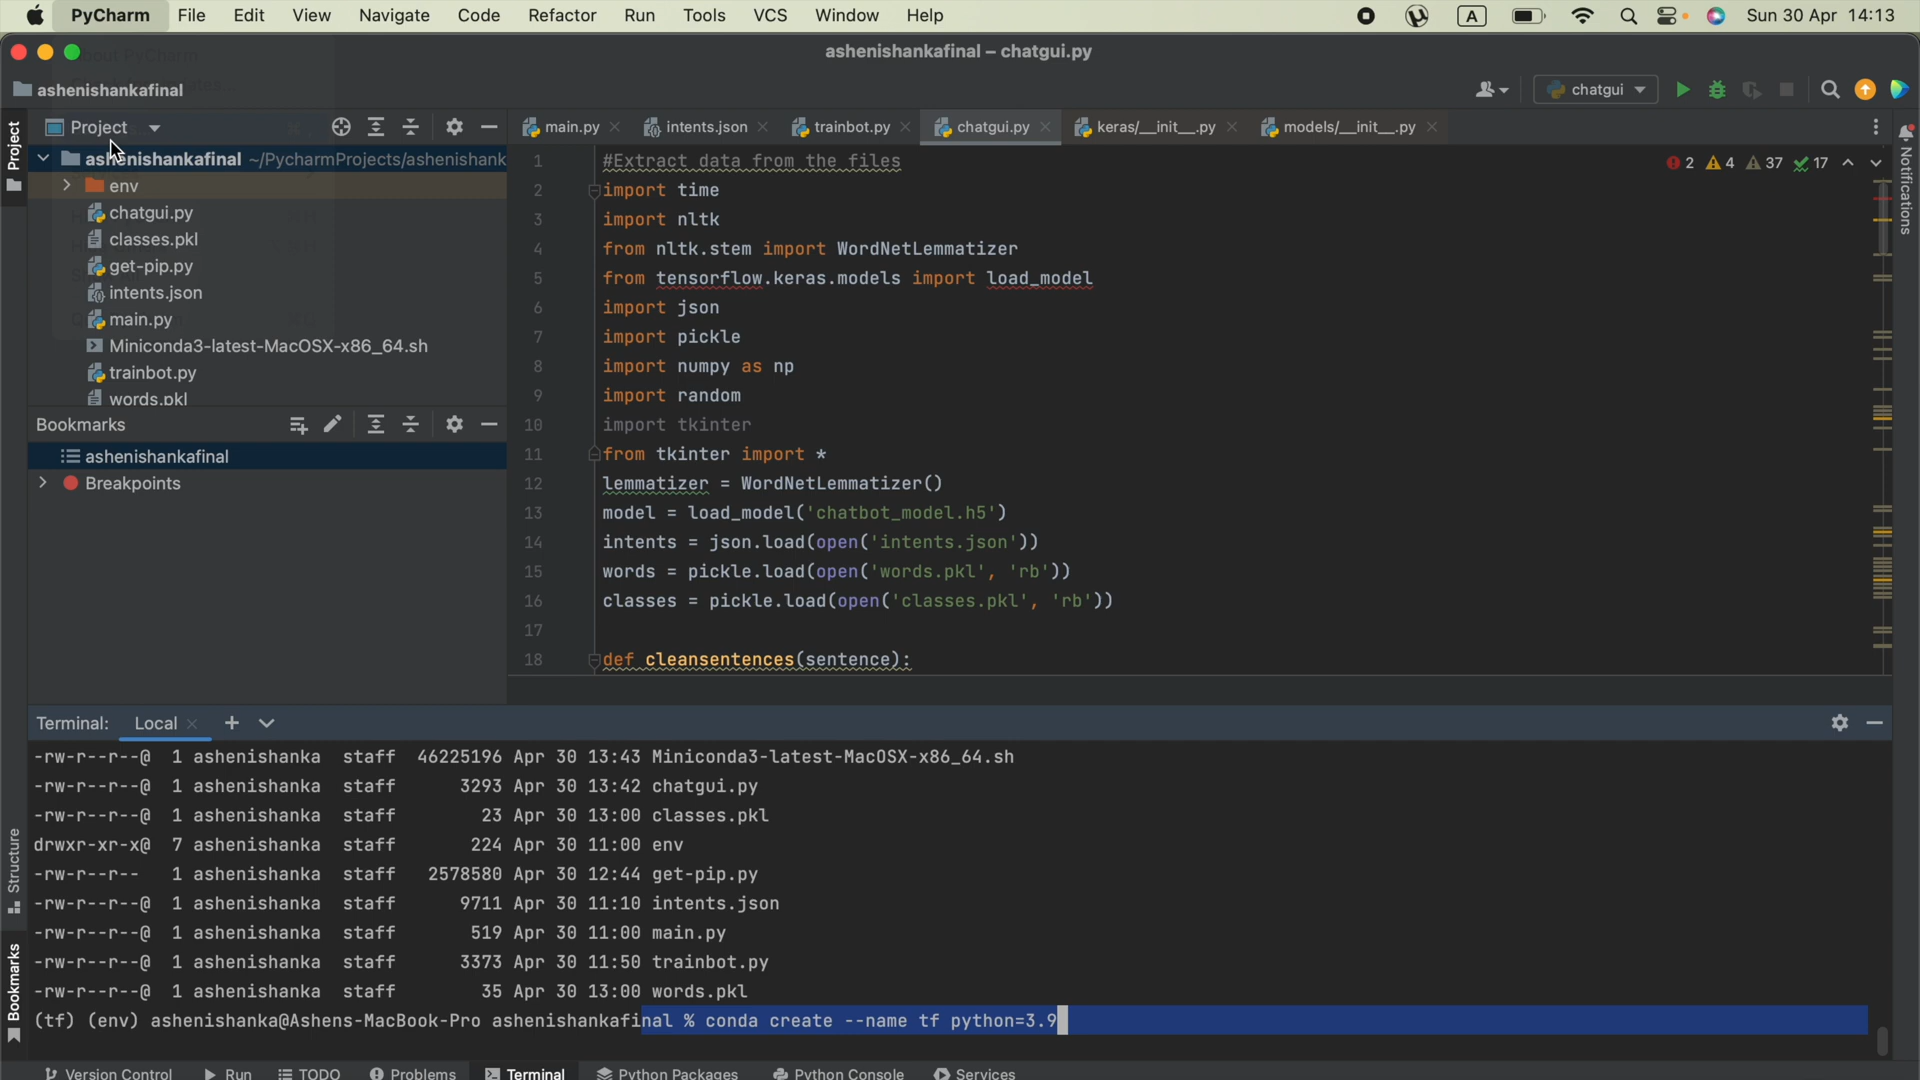 PyCharm File Edit View Navigate Code Refactor Run Tools VCS Window Help A Sun 30 Apr 14:13
ashenishankafinal – chatgui.py
ashenishankafinal chatgui
Project main.py intents.json trainbot.py chatgui.py keras/__init__.py models/__init__.py
Project
Notifications
ashenishankafinal ~/PycharmProjects/ashenishank
env
chatgui.py
classes.pkl
get-pip.py
intents.json
main.py
Miniconda3-latest-MacOSX-x86_64.sh
trainbot.py
words.pkl
Bookmarks
ashenishankafinal
Breakpoints
2 4 37 17
1 #Extract data from the files
2 import time
3 import nltk
4 from nltk.stem import WordNetLemmatizer
5 from tensorflow.keras.models import load_model
6 import json
7 import pickle
8 import numpy as np
9 import random
10 import tkinter
11 from tkinter import *
12 lemmatizer = WordNetLemmatizer()
13 model = load_model('chatbot_model.h5')
14 intents = json.load(open('intents.json'))
15 words = pickle.load(open('words.pkl', 'rb'))
16 classes = pickle.load(open('classes.pkl', 'rb'))
17
18 def cleansentences(sentence):
Terminal: Local
-rw-r--r--@ 1 ashenishanka staff 46225196 Apr 30 13:43 Miniconda3-latest-MacOSX-x86_64.sh
-rw-r--r--@ 1 ashenishanka staff 3293 Apr 30 13:42 chatgui.py
-rw-r--r--@ 1 ashenishanka staff 23 Apr 30 13:00 classes.pkl
drwxr-xr-x@ 7 ashenishanka staff 224 Apr 30 11:00 env
-rw-r--r-- 1 ashenishanka staff 2578580 Apr 30 12:44 get-pip.py
-rw-r--r--@ 1 ashenishanka staff 9711 Apr 30 11:10 intents.json
-rw-r--r--@ 1 ashenishanka staff 519 Apr 30 11:00 main.py
-rw-r--r--@ 1 ashenishanka staff 3373 Apr 30 11:50 trainbot.py
-rw-r--r--@ 1 ashenishanka staff 35 Apr 30 13:00 words.pkl
(tf) (env) ashenishanka@Ashens-MacBook-Pro ashenishankafinal % conda create --name tf python=3.9
Structure
Bookmarks
Version Control Run TODO Problems Terminal Python Packages Python Console Services